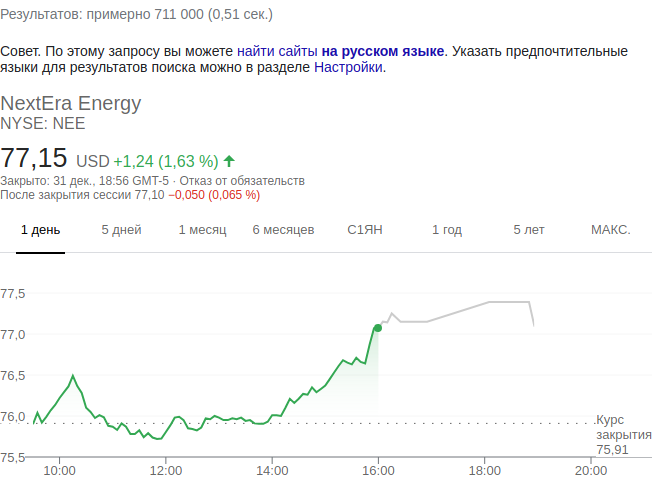 Результатов: примерно 711 000 (0,51 сек.)
Совет. По этому запросу вы можете найти сайты на русском языке. Указать предпочтительные
языки для результатов поиска можно в разделе Настройки.
NextEra Energy
NYSE: NEE
77,15 USD +1,24 (1,63 %)
Закрыто: 31 дек., 18:56 GMT-5 · Отказ от обязательств
После закрытия сессии 77,10 −0,050 (0,065 %)
1 день 5 дней 1 месяц 6 месяцев С1ЯН 1 год 5 лет МАКС.
77,5
77,0
76,5
76,0
75,5
Курс
закрытия
75,91
10:00 12:00 14:00 16:00 18:00 20:00